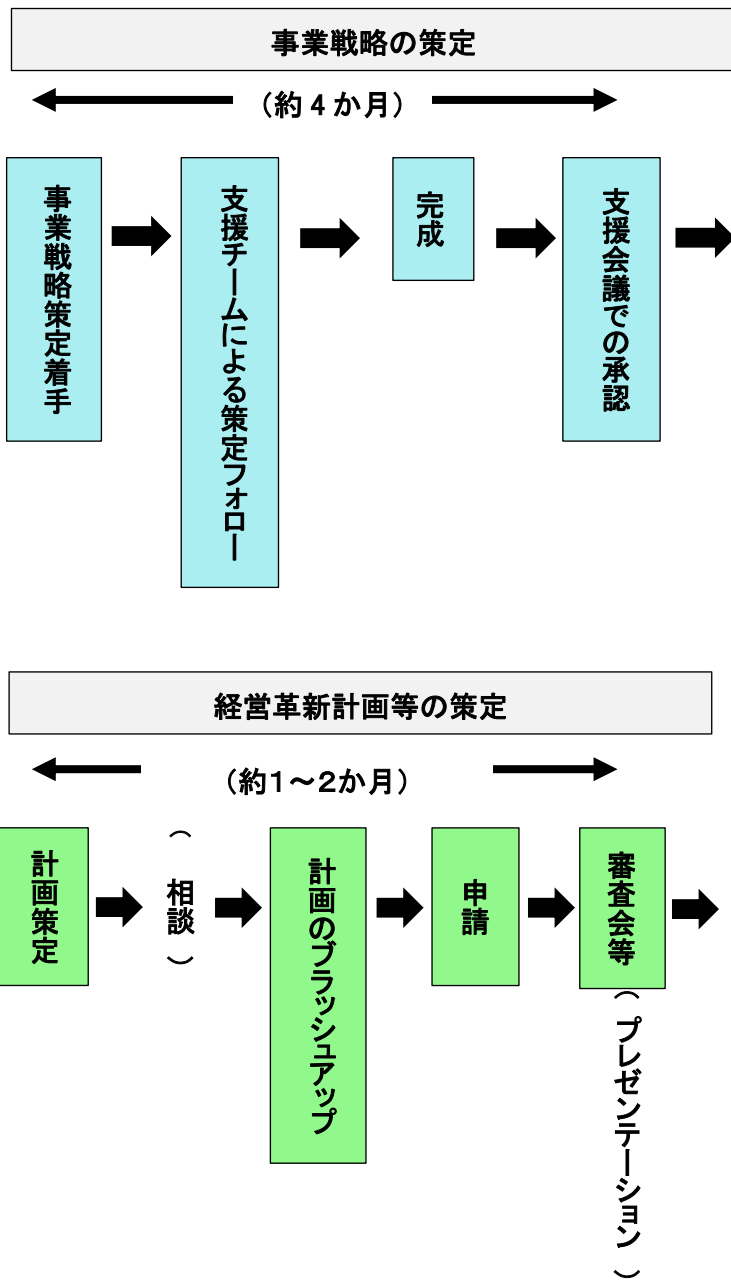 事業戦略の策定
(約4か月)
事業戦略策定着手
支援チームによる策定フォロー
完成
支援会議での承認
経営革新計画等の策定
(約1~2か月)
計画策定
(相談)
計画のブラッシュアップ
申請
審査会等
(プレゼンテーション)